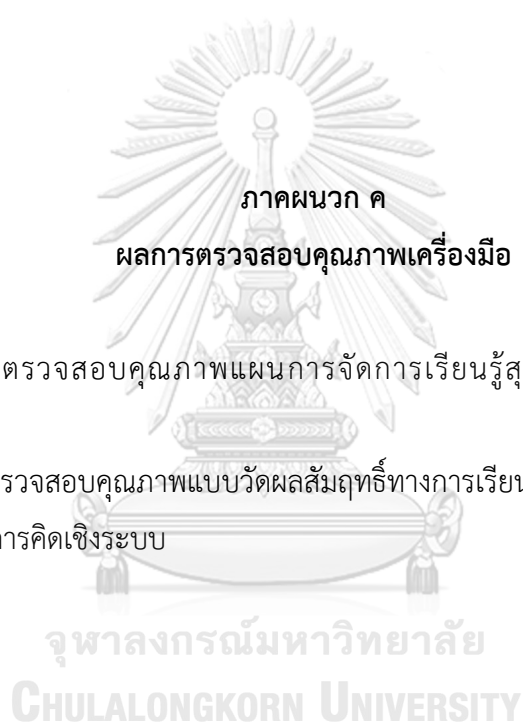 ภาคผนวก ค
ผลการตรวจสอบคุณภาพเครื่องมือ
ตรวจสอบคุณภาพแผนการจัดการเรียนรู้สุ
รวจสอบคุณภาพแบบวัดผลสัมฤทธิ์ทางการเรียน
ารคิดเชิงระบบ
จุฬาลงกรณ์มหาวิทยาลัย
CHULALONGKORN UNIVERSITY